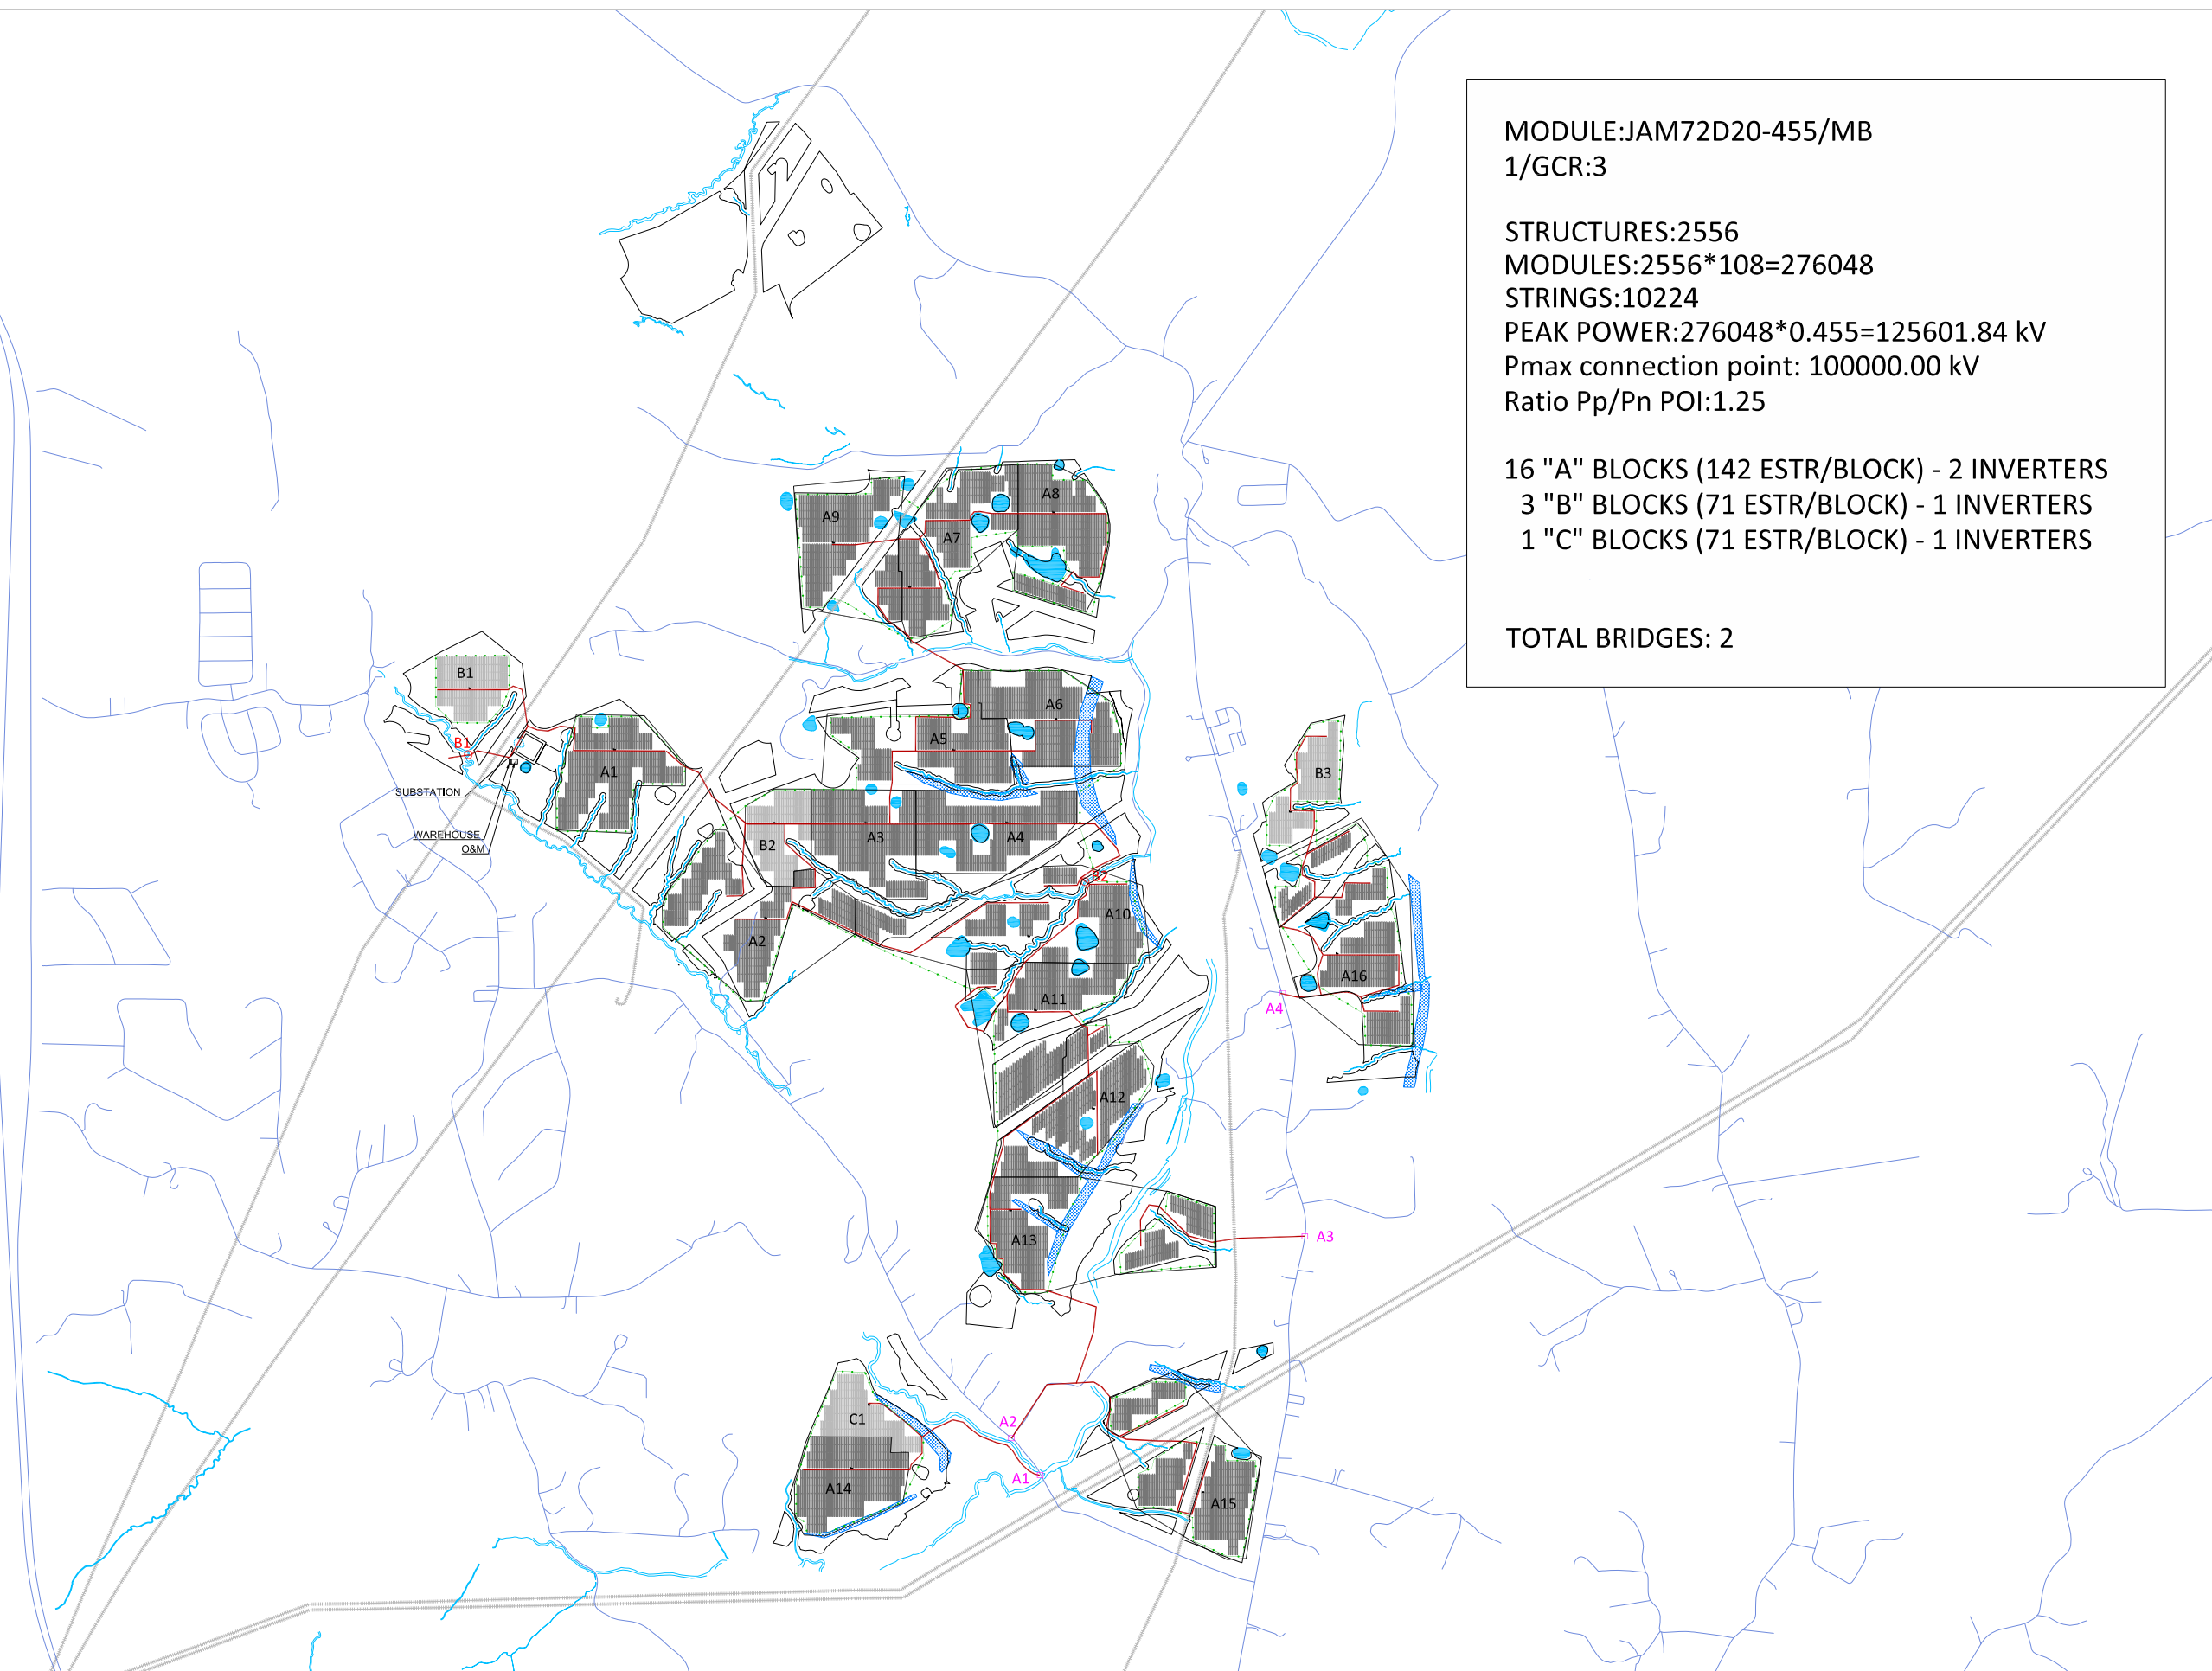 MODULE:JAM72D20-455/MB
1/GCR:3
STRUCTURES:2556
MODULES:2556*108=276048
STRINGS:10224
PEAK POWER:276048*0.455=125601.84 kV
Pmax connection point: 100000.00 kV
Ratio Pp/Pn POI:1.25
16 "A" BLOCKS (142 ESTR/BLOCK) - 2 INVERTERS
3 "B" BLOCKS (71 ESTR/BLOCK) - 1 INVERTERS
1 "C" BLOCKS (71 ESTR/BLOCK) - 1 INVERTERS
TOTAL BRIDGES: 2
A8
A9
A7
B1
A6
A5
B1
A1
B3
SUBSTATION
WAREHOUSE
O&M
B2
A3
A4
B2
A10
A2
A16
A11
A4
A12
A13
A3
C1
A2
A1
A14
A15